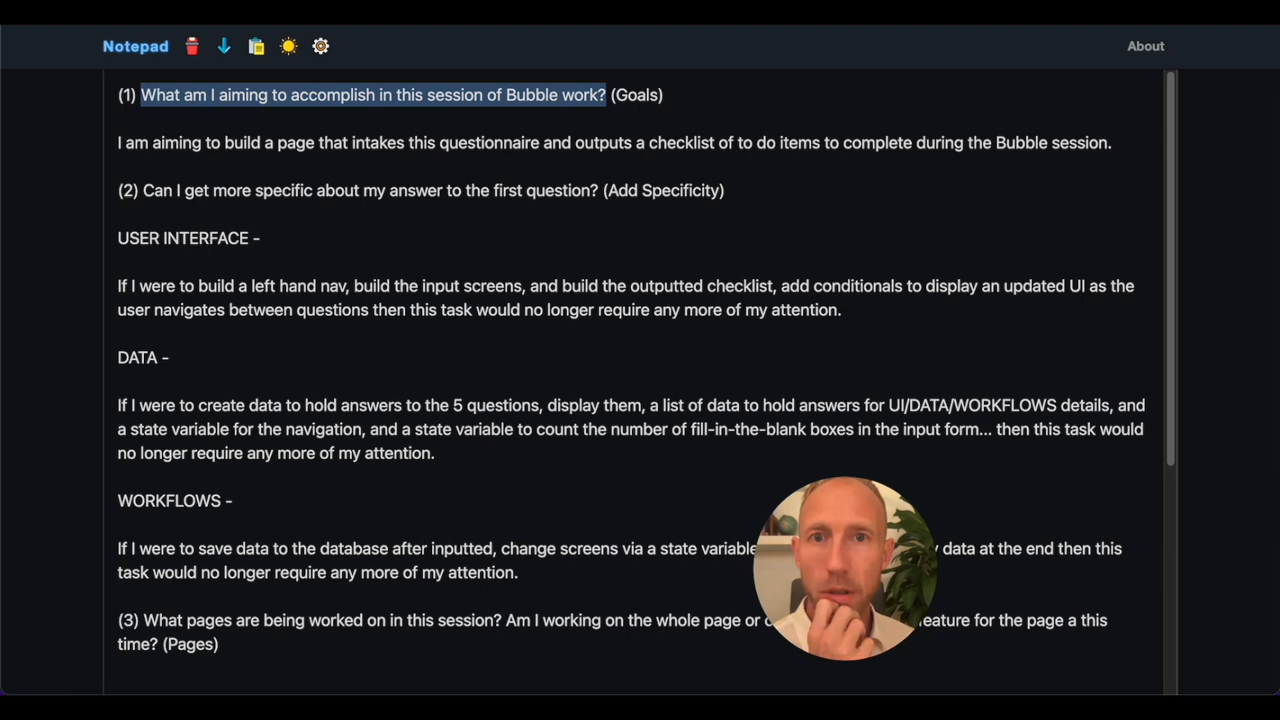 Notepad
About
(1) What am I aiming to accomplish in this session of Bubble work? (Goals)
I am aiming to build a page that intakes this questionnaire and outputs a checklist of to do items to complete during the Bubble session.
(2) Can I get more specific about my answer to the first question? (Add Specificity)
USER INTERFACE -
If I were to build a left hand nav, build the input screens, and build the outputted checklist, add conditionals to display an updated UI as the
user navigates between questions then this task would no longer require any more of my attention.
DATA -
If I were to create data to hold answers to the 5 questions, display them, a list of data to hold answers for UI/DATA/WORKFLOWS details, and
a state variable for the navigation, and a state variable to count the number of fill-in-the-blank boxes in the input form... then this task would
no longer require any more of my attention.
WORKFLOWS -
If I were to save data to the database after inputted, change screens via a state variable data at the end then this
task would no longer require any more of my attention.
(3) What pages are being worked on in this session? Am I working on the whole page or feature for the page a this
time? (Pages)